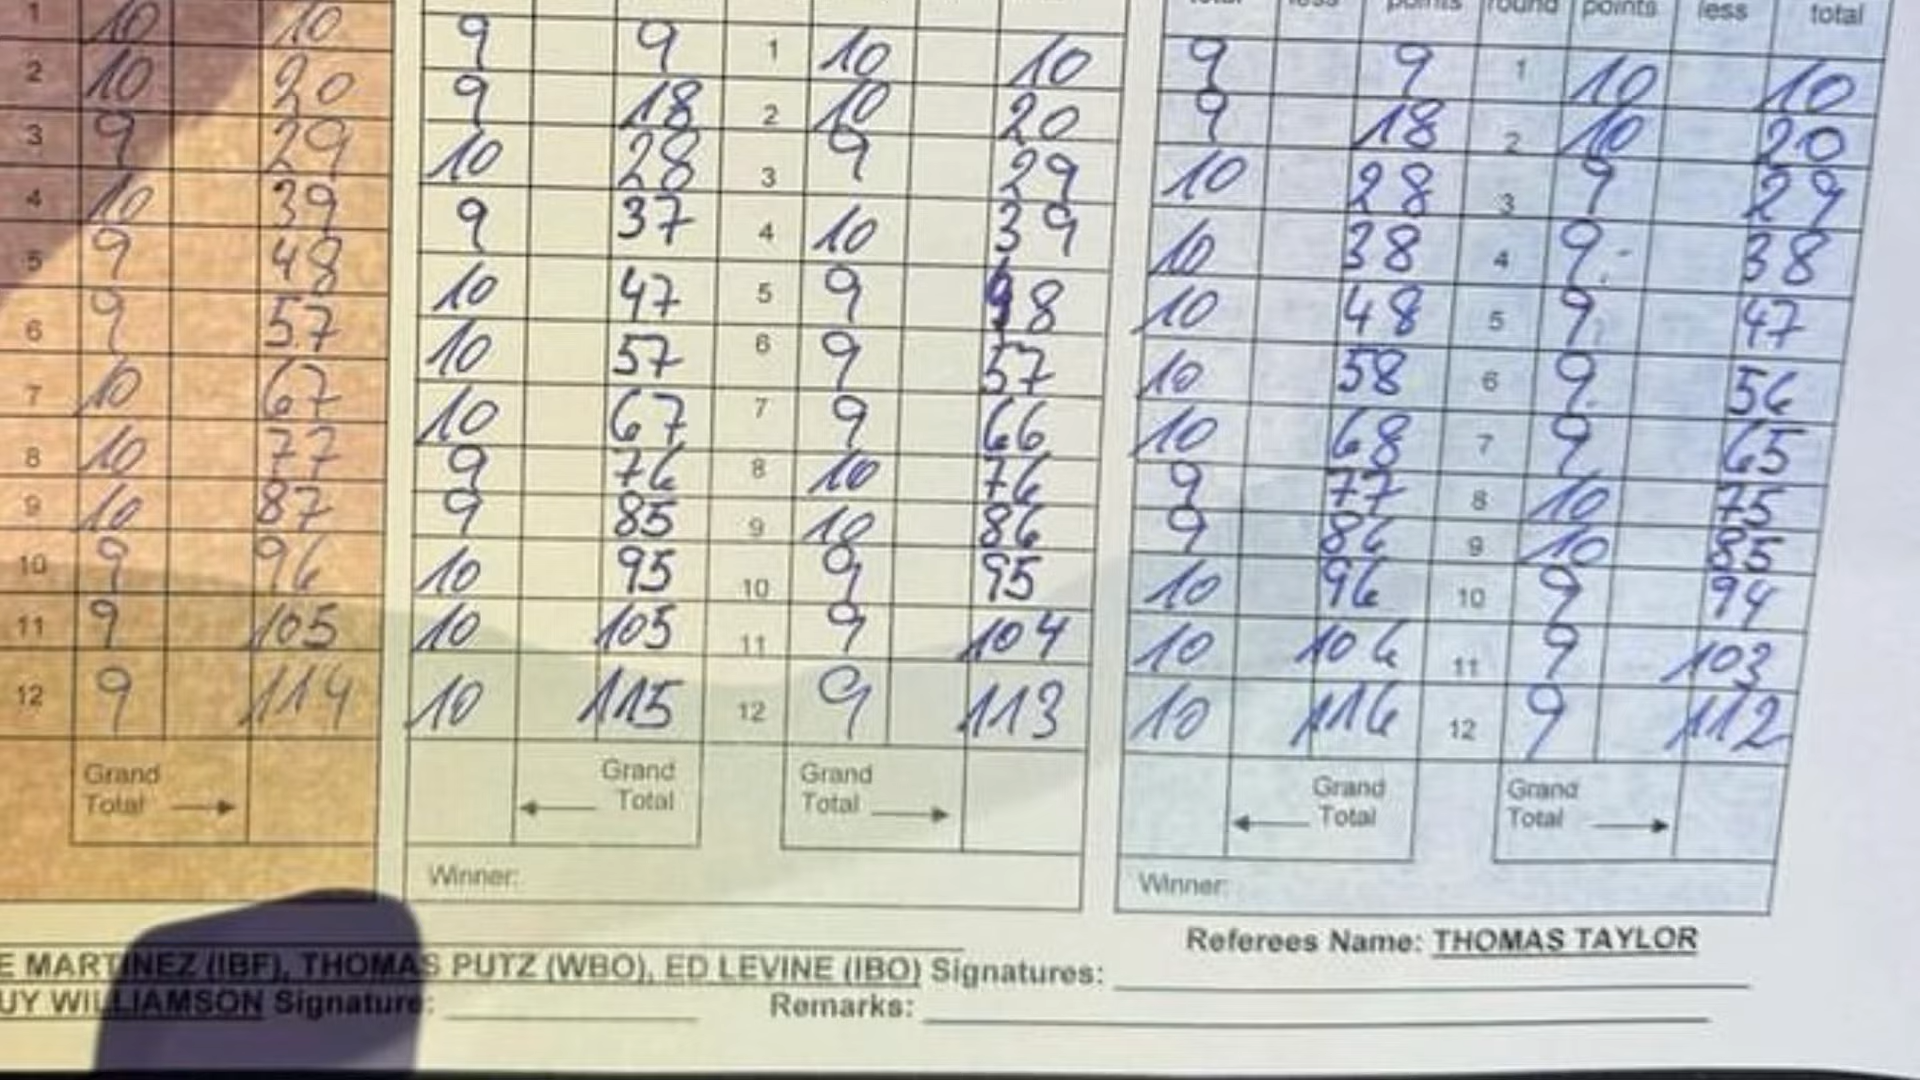 total less points round points less total
1 10 10 9 9 1 10 10 9 9 1 10 10
2 10 20 9 18 2 10 20 9 18 2 10 20
3 9 29 10 28 3 9 29 10 28 3 9 29
4 10 39 9 37 4 10 39 10 38 4 9 38
5 9 48 10 47 5 9 48 10 48 5 9 47
6 9 57 10 57 6 9 57 10 58 6 9 56
7 10 67 10 67 7 9 66 10 68 7 9 65
8 10 77 9 76 8 10 76 9 77 8 10 75
9 10 87 9 85 9 10 86 9 86 9 10 85
10 9 96 10 95 10 9 95 10 96 10 9 94
11 9 105 10 105 11 9 104 10 106 11 9 103
12 9 114 10 115 12 9 113 10 116 12 9 112
Grand Grand Grand Grand Grand
Total Total Total Total Total
Winner: Winner:
Referees Name: THOMAS TAYLOR
E MARTINEZ (IBF), THOMAS PUTZ (WBO), ED LEVINE (IBO) Signatures:
UY WILLIAMSON Signature: Remarks: